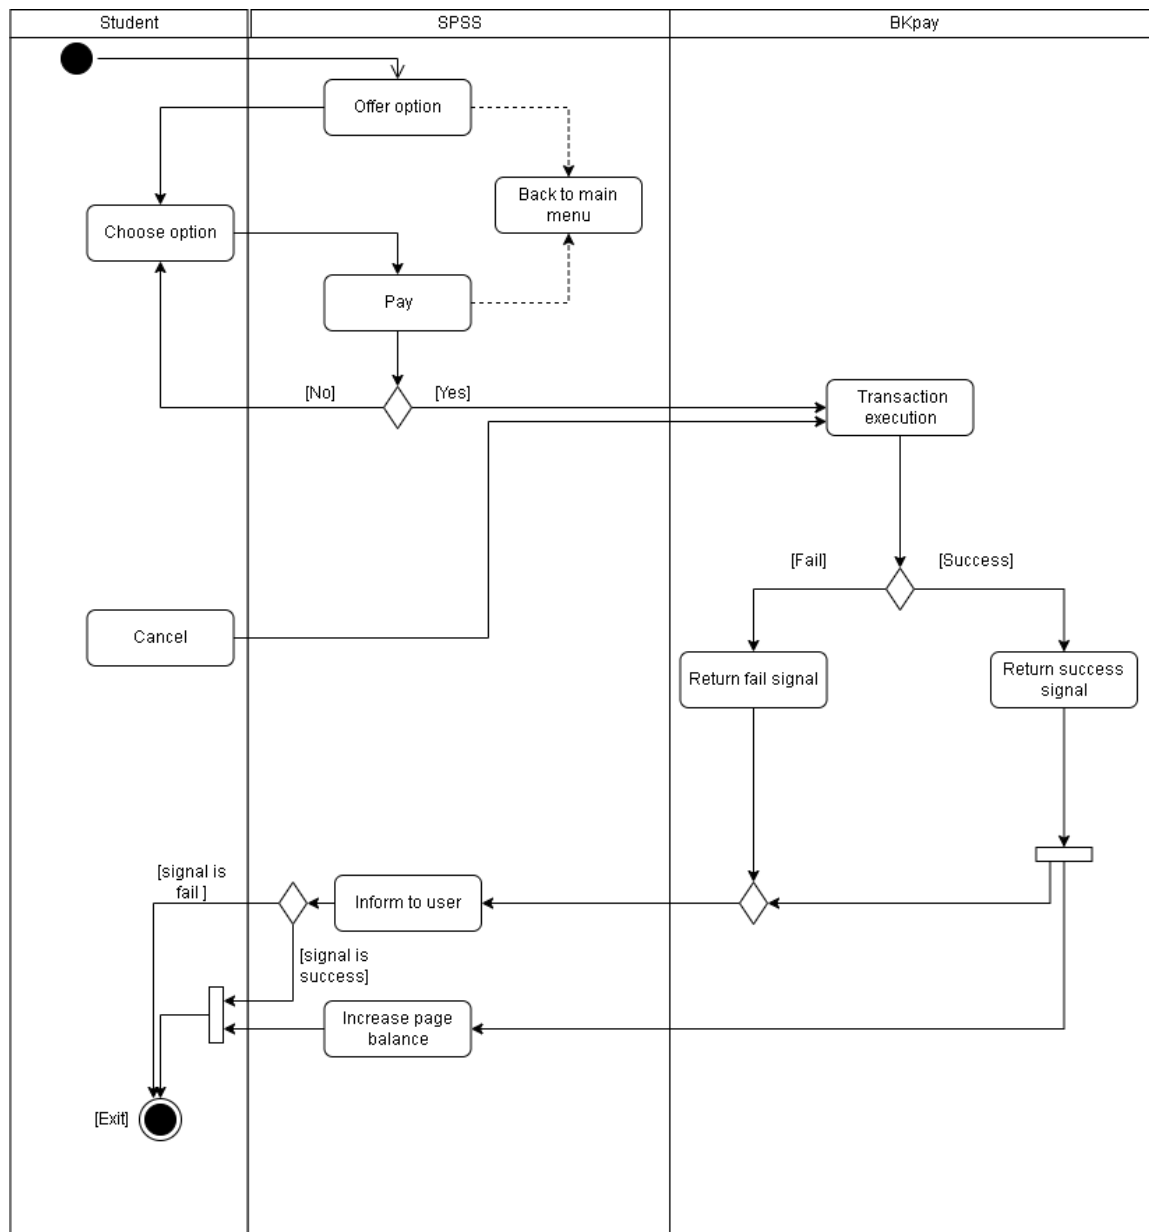 Student
SPSS
BKpay
Offer option
Back to main
menu
Choose option
Pay
[No]
[Yes]
Transaction
execution
[Fail]
[Success]
Cancel
Return fail signal
Return success
signal
[signal is
fail ]
Inform to user
[signal is
success]
Increase page
balance
[Exit]